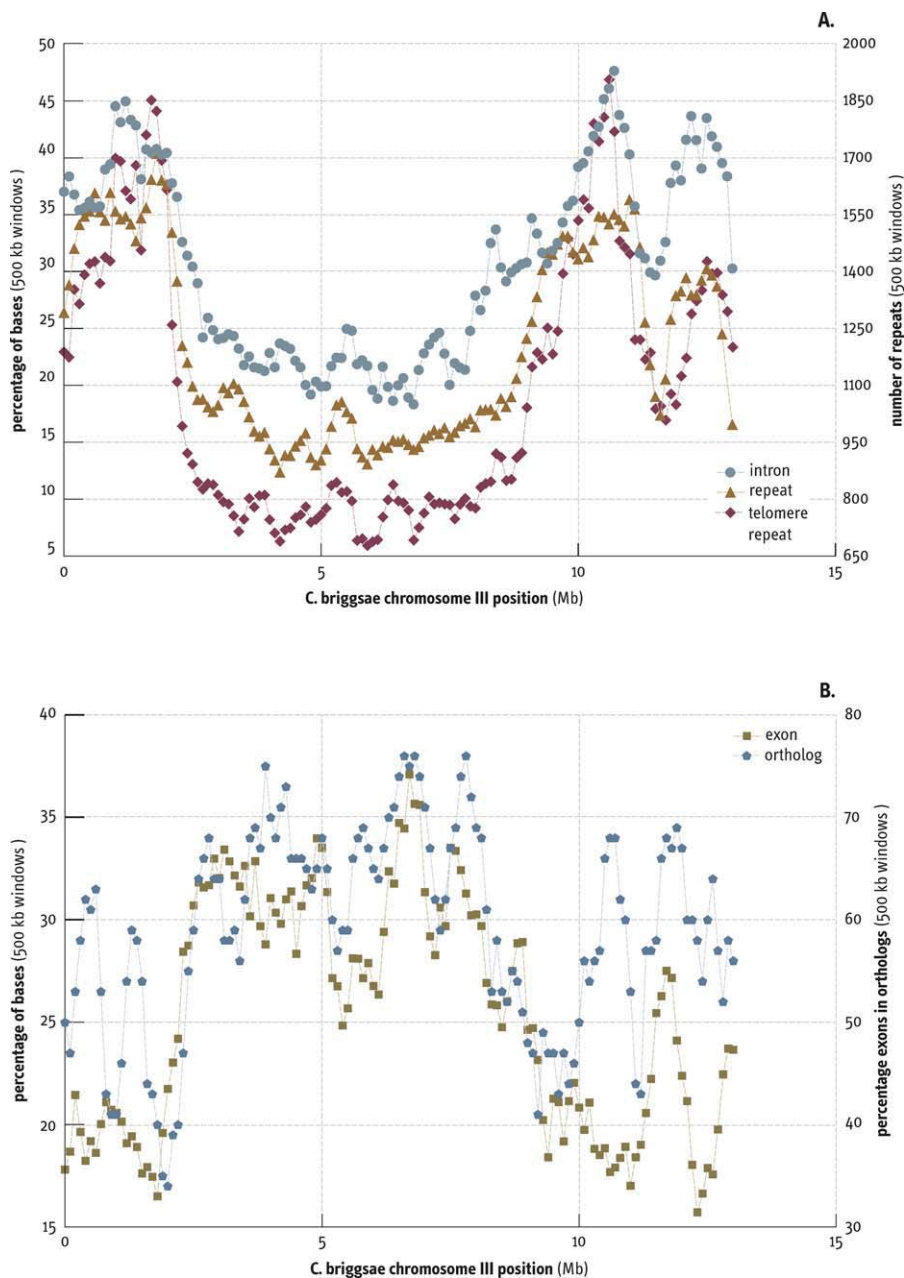 A.
percentage of bases (500 kb windows )
50
45
40
35
30
25
20
15
10
5
2000
1850
1700
1550
1400
1250
1100
950
800
650
number of repeats (500 kb windows )
intron
repeat
telomere
repeat
0
5
10
15
C. briggsae chromosome III position (Mb)
B.
percentage of bases (500 kb windows )
40
35
30
25
20
15
80
70
60
50
40
30
percentage exons in orthologs (500 kb windows )
exon
ortholog
0
5
10
15
C. briggsae chromosome III position (Mb)